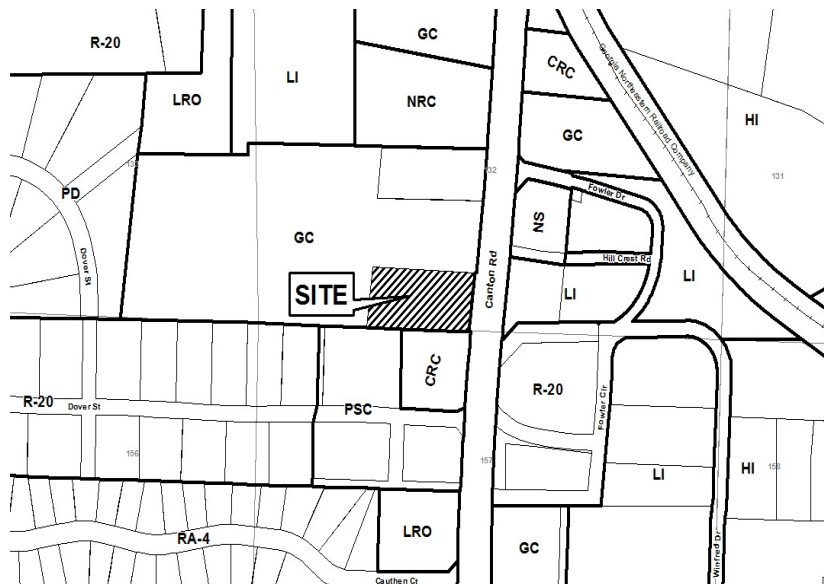 R-20
GC
CRC
Georgia Northeastern Railroad Company
LI
LRO
NRC
HI
GC
132
131
PD
Fowler Dr
NS
GC
Dover St
Canton Rd
Hill Crest Rd
LI
SITE
LI
CRC
R-20
R-20
Dover St
PSC
Fowler Cir
156
157
LI
HI
158
RA-4
LRO
GC
Winfred Dr
Cauthen Ct